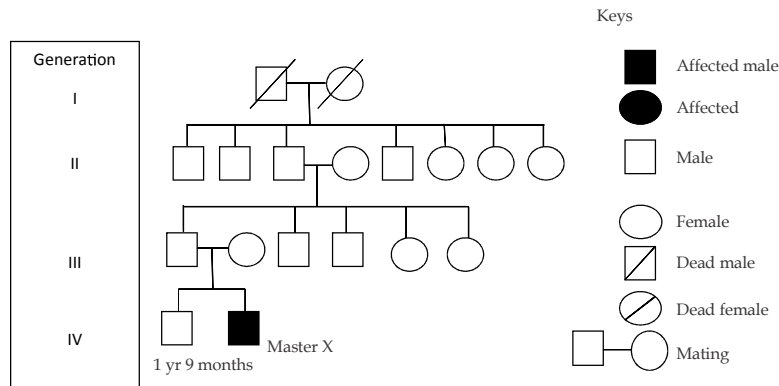 Keys
Generation
I
II
III
IV
1 yr 9 months
Master X
Affected male
Affected
Male
Female
Dead male
Dead female
Mating